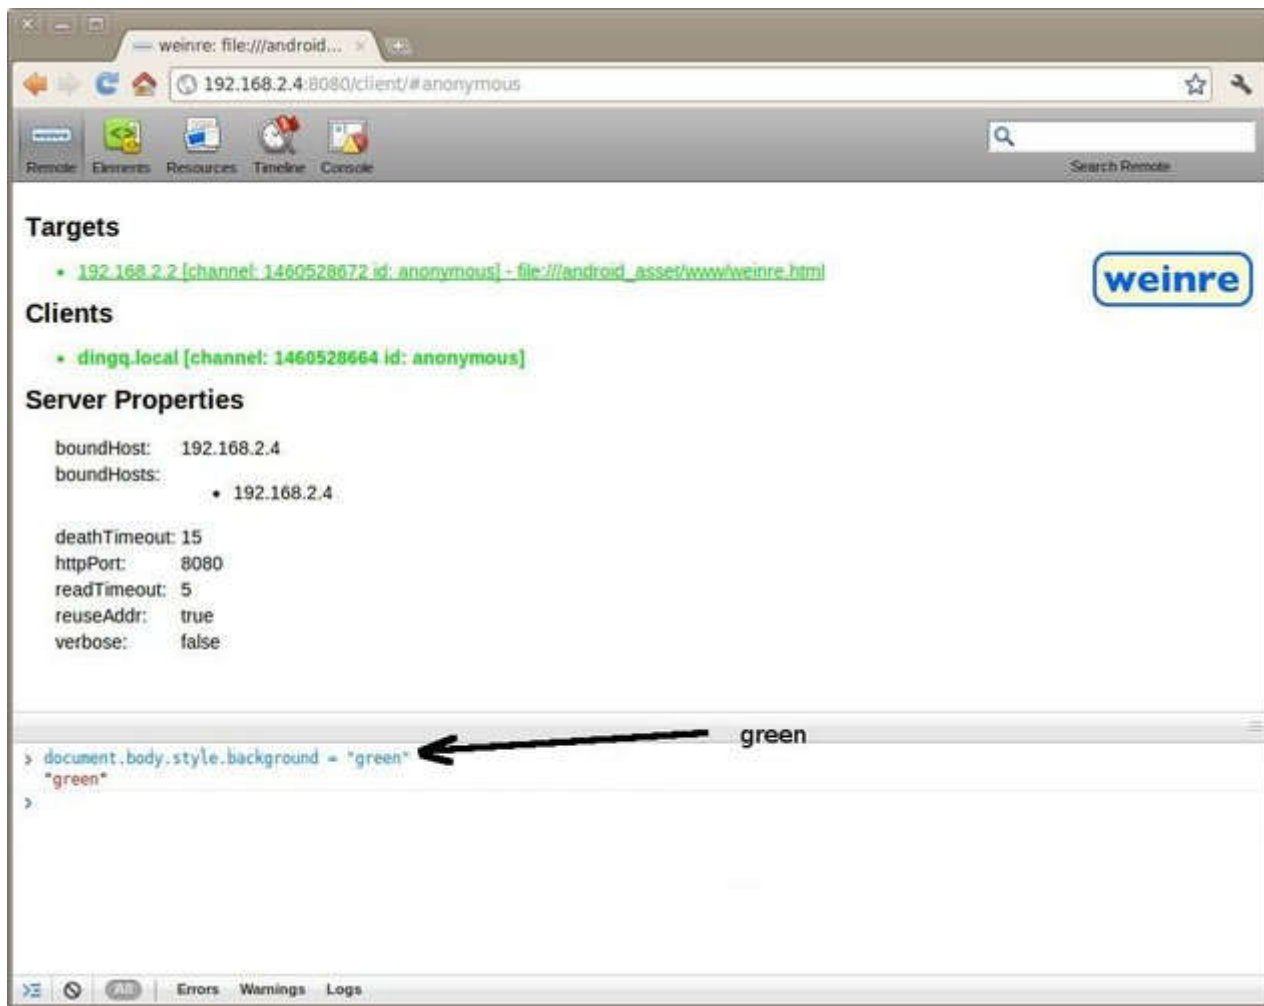 weinre: file:///android...
192.168.2.4:8080/client/#anonymous
Remote Elements Resources Timeline Console
Search Remote
Targets
• 192.168.2.2 [channel: 1460528672 id: anonymous] - file:///android_asset/www/weinre.html
weinre
Clients
• dingq.local [channel: 1460528664 id: anonymous]
Server Properties
boundHost: 192.168.2.4
boundHosts:
• 192.168.2.4
deathTimeout: 15
httpPort: 8080
readTimeout: 5
reuseAddr: true
verbose: false
green
> document.body.style.background = "green"
"green"
>
All Errors Warnings Logs